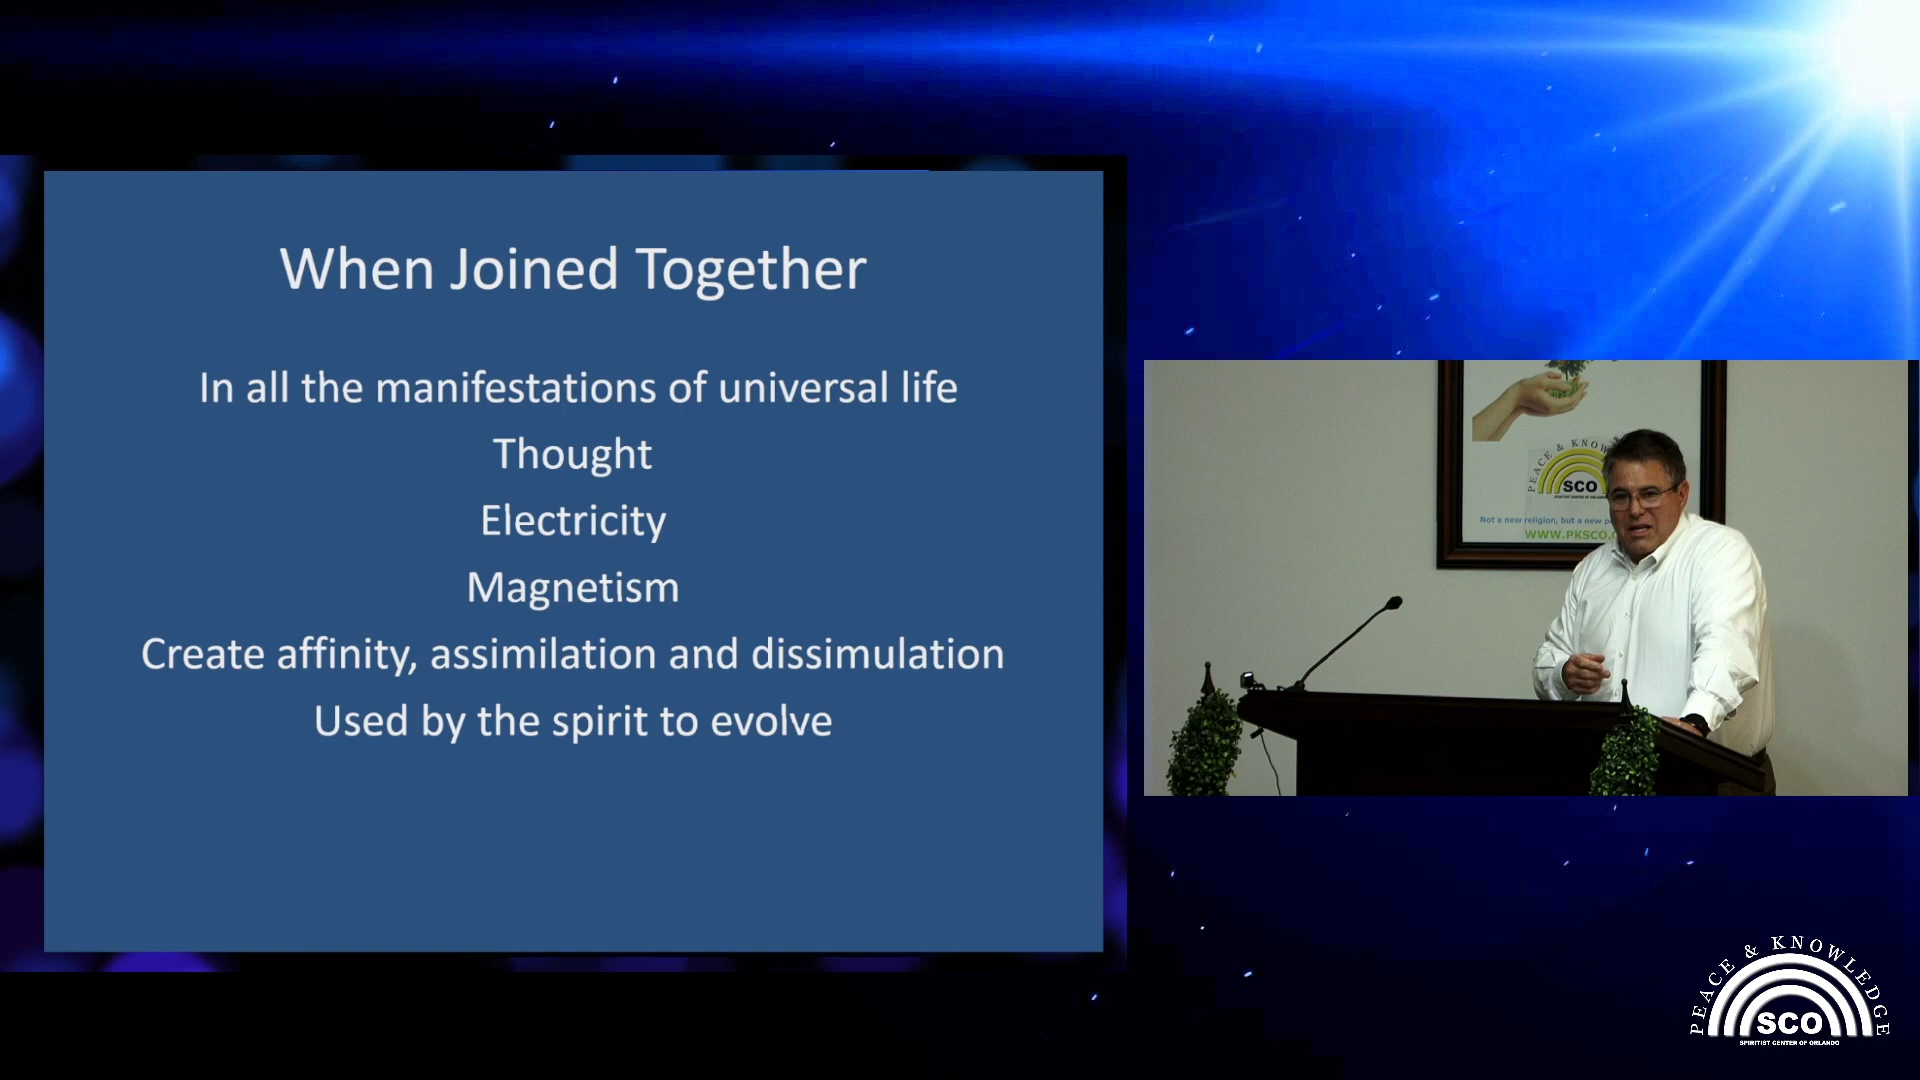 When Joined Together
In all the manifestations of universal life
Thought
Electricity
Magnetism
Create affinity, assimilation and dissimulation
Used by the spirit to evolve
PEACE & KNOW
SCO
Not a new religion, but a new
WWW.PKSCO.
PEACE & KNOWLEDGE
SCO
SPIRITIST CENTER OF ORLANDO